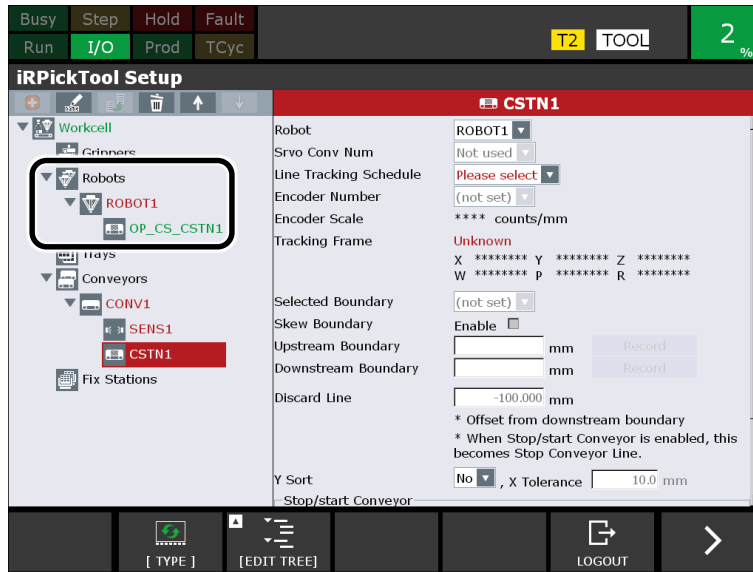 Busy Step Hold Fault
Run I/O Prod TCyc
T2 TOOL
2 %
iRPickTool Setup
CSTN1
Workcell
Grippers
Robots
ROBOT1
OP_CS_CSTN1
Trays
Conveyors
CONV1
SENS1
CSTN1
Fix Stations
Robot ROBOT1
Srvo Conv Num Not used
Line Tracking Schedule Please select
Encoder Number (not set)
Encoder Scale **** counts/mm
Tracking Frame Unknown
X ******** Y ******** Z ********
W ******** P ******** R ********
Selected Boundary (not set)
Skew Boundary Enable
Upstream Boundary mm Record
Downstream Boundary mm Record
Discard Line -100.000 mm
* Offset from downstream boundary
* When Stop/start Conveyor is enabled, this
becomes Stop Conveyor Line.
Y Sort No , X Tolerance 10.0 mm
Stop/start Conveyor
[ TYPE ] [EDIT TREE] LOGOUT